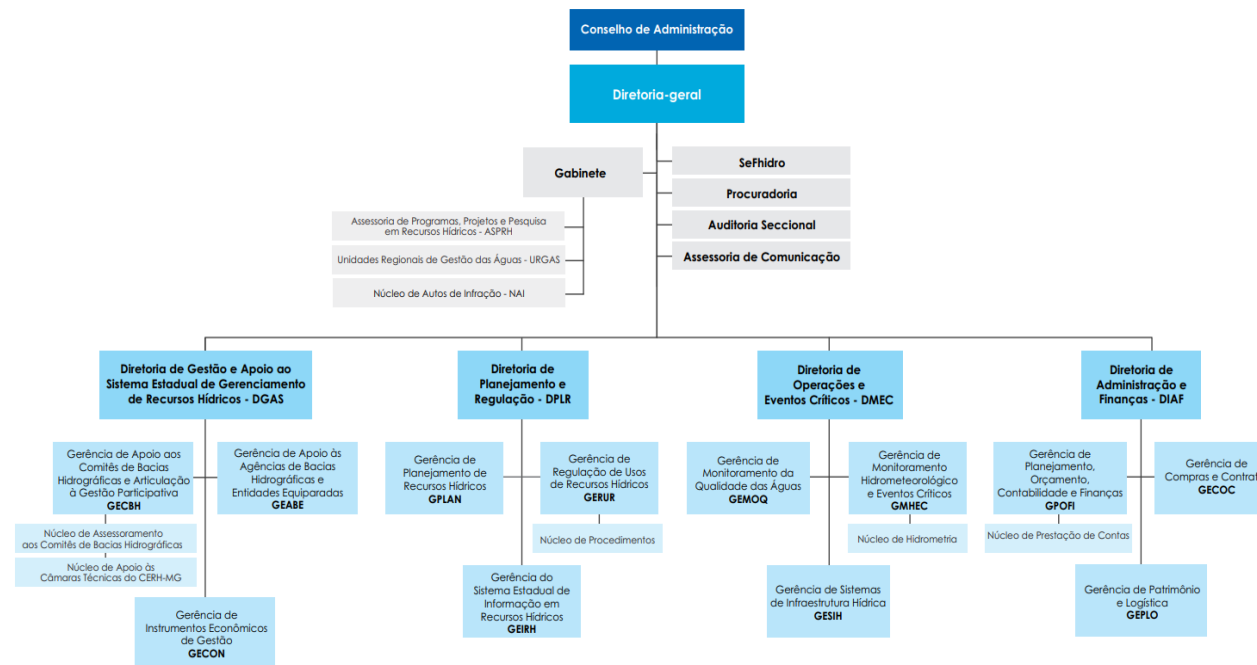 Conselho de Administração
Diretoria-geral
Gabinete
SeFhidro
Procuradoria
Auditoria Seccional
Assessoria de Comunicação
Assessoria de Programas, Projetos e Pesquisa
em Recursos Hídricos - ASPRH
Unidades Regionais de Gestão das Águas - URGAS
Núcleo de Autos de Infração - NAI
Diretoria de Gestão e Apoio ao
Sistema Estadual de Gerenciamento
de Recursos Hídricos - DGAS
Gerência de Apoio aos
Comitês de Bacias
Hidrográficas e Articulação
à Gestão Participativa
GECBH
Gerência de Apoio às
Agências de Bacias
Hidrográficas e
Entidades Equiparadas
GEABE
Núcleo de Assessoramento
aos Comitês de Bacias Hidrográficas
Núcleo de Apoio às
Câmaras Técnicas do CERH-MG
Gerência de
Instrumentos Econômicos
de Gestão
GECON
Diretoria de
Planejamento e
Regulação - DPLR
Gerência de
Planejamento de
Recursos Hídricos
GPLAN
Gerência de
Regulação de Usos
de Recursos Hídricos
GERUR
Núcleo de Procedimentos
Gerência do
Sistema Estadual de
Informação em
Recursos Hídricos
GEIRH
Diretoria de
Operações e
Eventos Críticos - DMEC
Gerência de
Monitoramento da
Qualidade das Águas
GEMOQ
Gerência de
Monitoramento
Hidrometeorológico
e Eventos Críticos
GMHEC
Núcleo de Hidrometria
Gerência de Sistemas
de Infraestrutura Hídrica
GESIH
Diretoria de
Administração e
Finanças - DIAF
Gerência de
Planejamento,
Orçamento,
Contabilidade e Finanças
GPOFI
Gerência de
Compras e Contrat
GECOC
Núcleo de Prestação de Contas
Gerência de Patrimônio
e Logística
GEPLO